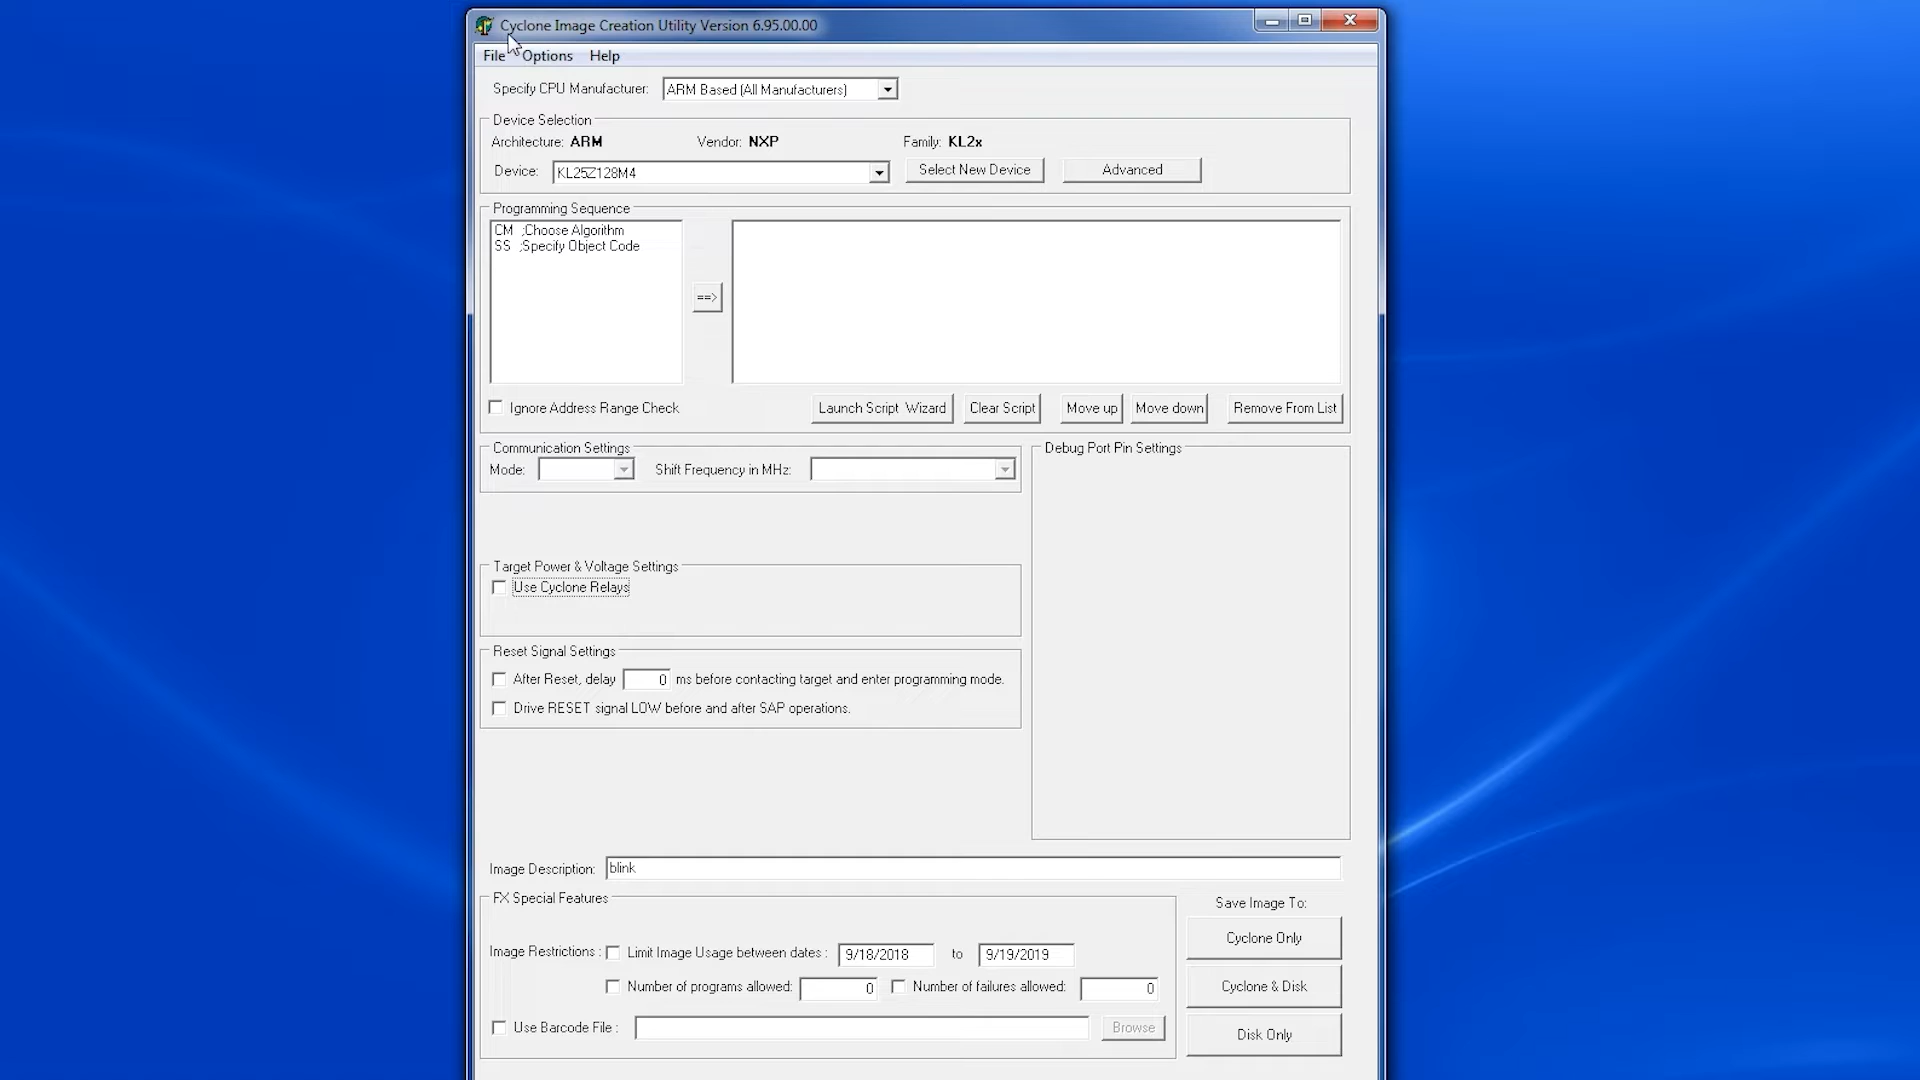 Cyclone Image Creation Utility Version 6.95.00.00
File Options Help
Specify CPU Manufacturer: ARM Based (All Manufacturers)
Device Selection
Architecture: ARM Vendor: NXP Family: KL2x
Device: KL25Z128M4 Select New Device Advanced
Programming Sequence
CM ;Choose Algorithm
SS ;Specify Object Code
==>
Ignore Address Range Check Launch Script Wizard Clear Script Move up Move down Remove From List
Communication Settings
Mode: Shift Frequency in MHz:
Debug Port Pin Settings
Target Power & Voltage Settings
Use Cyclone Relays
Reset Signal Settings
After Reset, delay 0 ms before contacting target and enter programming mode.
Drive RESET signal LOW before and after SAP operations.
Image Description: blink
FX Special Features
Image Restrictions : Limit Image Usage between dates : 9/18/2018 to 9/19/2019
Number of programs allowed: 0 Number of failures allowed: 0
Use Barcode File : Browse
Save Image To:
Cyclone Only
Cyclone & Disk
Disk Only